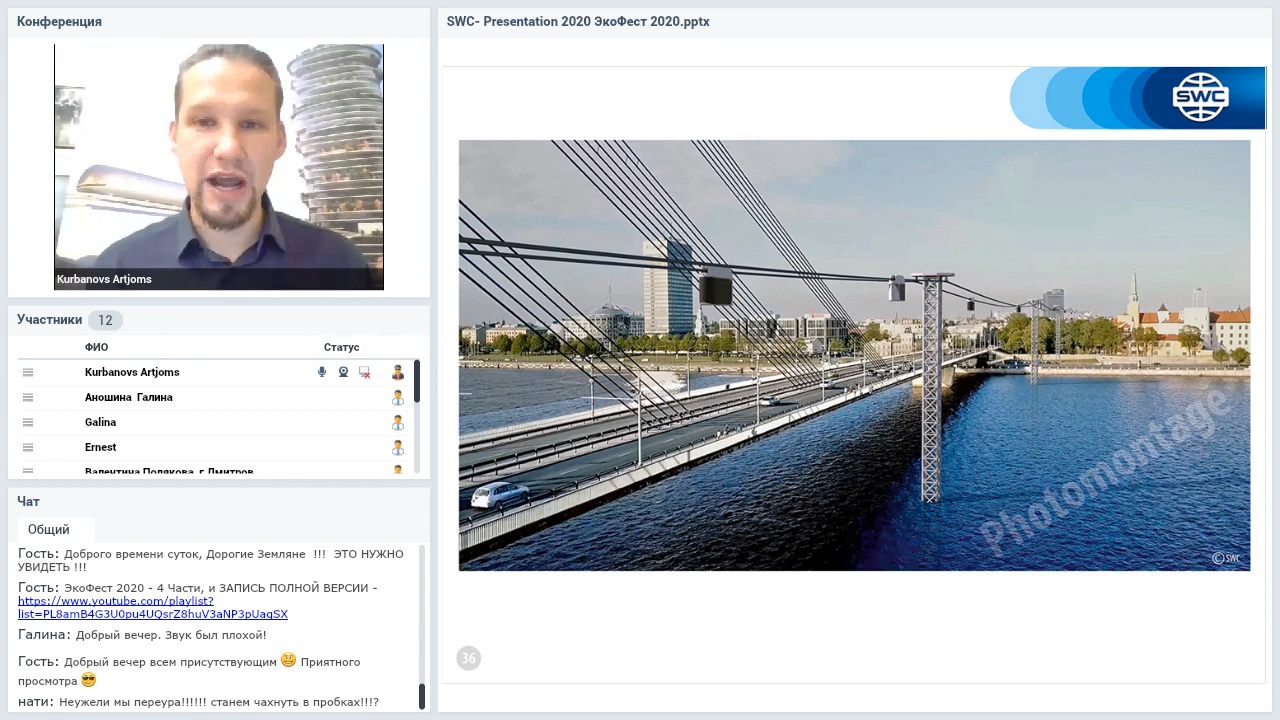 Конференция
Kurbanovs Artjoms
Участники 12
ФИО Статус
Kurbanovs Artjoms
Аношина Галина
Galina
Ernest
Валентина Полякова г Дмитров
Чат
Общий
Гость: Доброго времени суток, Дорогие Земляне !!! ЭТО НУЖНО
УВИДЕТЬ !!!
Гость: ЭкоФест 2020 - 4 Части, и ЗАПИСЬ ПОЛНОЙ ВЕРСИИ -
https://www.youtube.com/playlist?
list=PL8amB4G3U0pu4UQsrZ8huV3aNP3pUaqSX
Галина: Добрый вечер. Звук был плохой!
Гость: Добрый вечер всем присутствующим Приятного
просмотра
нати: Неужели мы переура!!!!!! станем чахнуть в пробках!!!?
SWC- Presentation 2020 ЭкоФест 2020.pptx
SWC
Photomontage
© SWC
36